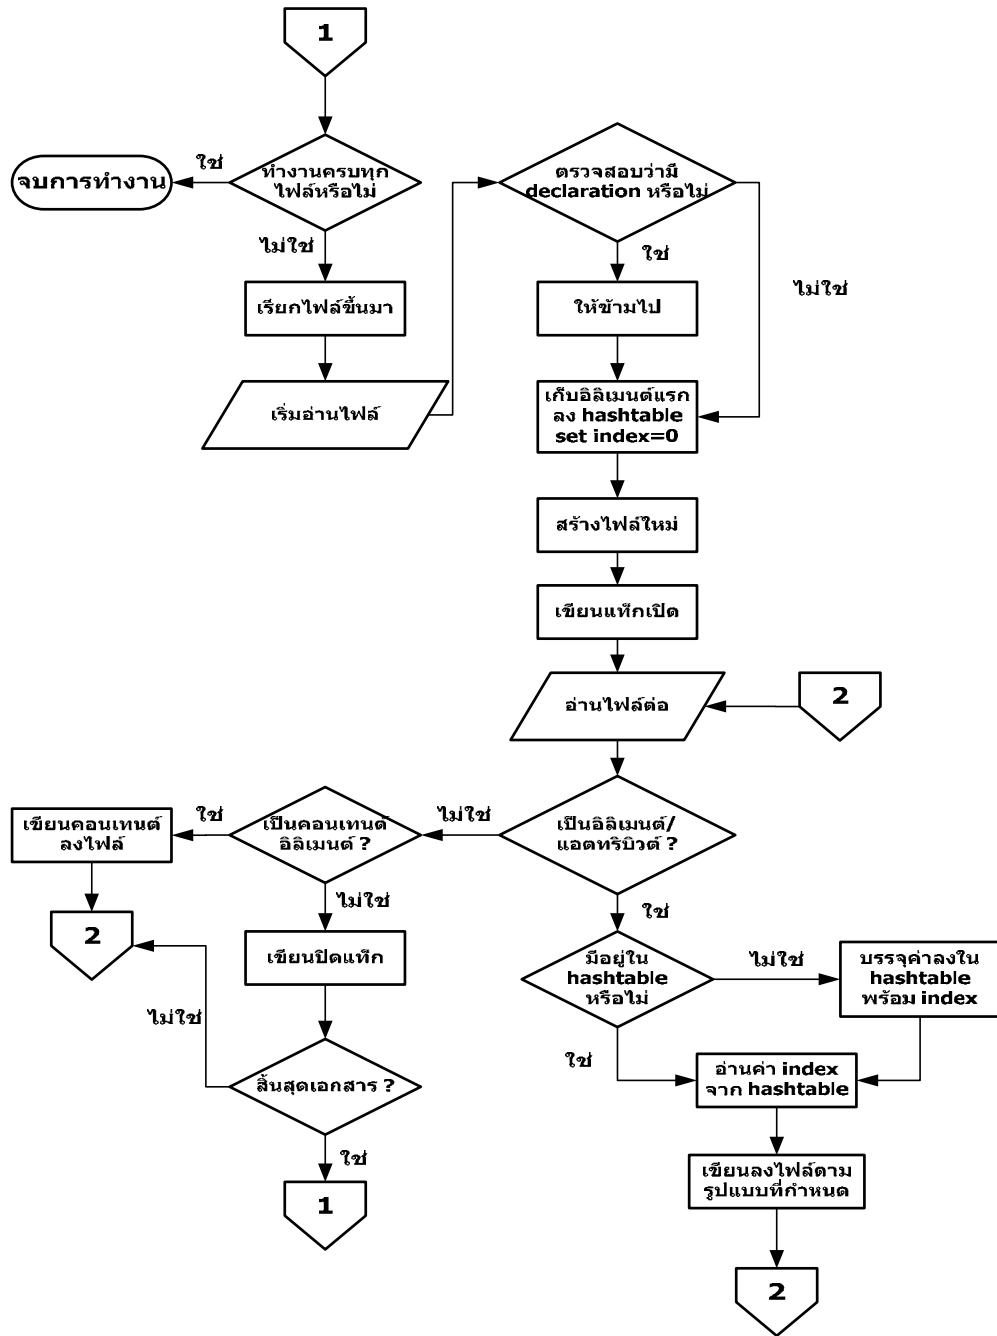 1
ทำงานครบทุก
ไฟล์หรือไม่
ใช่
จบการทำงาน
ไม่ใช่
เรียกไฟล์ขึ้นมา
เริ่มอ่านไฟล์
ตรวจสอบว่ามี
declaration หรือไม่
ใช่
ไม่ใช่
ให้ข้ามไป
เก็บอิลิเมนต์แรก
ลง hashtable
set index=0
สร้างไฟล์ใหม่
เขียนแท็กเปิด
อ่านไฟล์ต่อ
2
เป็นอิลิเมนต์/
แอตทริบิวต์ ?
ไม่ใช่
เป็นคอนเทนต์
อิลิเมนต์ ?
ใช่
เขียนคอนเทนต์
ลงไฟล์
2
ไม่ใช่
เขียนปิดแท็ก
สิ้นสุดเอกสาร ?
ไม่ใช่
ใช่
1
ใช่
มีอยู่ใน
hashtable
หรือไม่
ไม่ใช่
บรรจุค่าลงใน
hashtable
พร้อม index
ใช่
อ่านค่า index
จาก hashtable
เขียนลงไฟล์ตาม
รูปแบบที่กำหนด
2